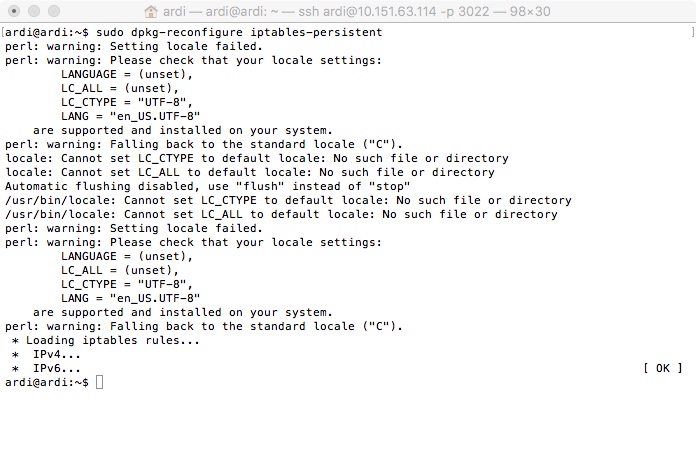 ardi — ardi@ardi: ~ — ssh ardi@10.151.63.114 -p 3022 — 98×30
[ardi@ardi:~$ sudo dpkg-reconfigure iptables-persistent ]
perl: warning: Setting locale failed.
perl: warning: Please check that your locale settings:
        LANGUAGE = (unset),
        LC_ALL = (unset),
        LC_CTYPE = "UTF-8",
        LANG = "en_US.UTF-8"
    are supported and installed on your system.
perl: warning: Falling back to the standard locale ("C").
locale: Cannot set LC_CTYPE to default locale: No such file or directory
locale: Cannot set LC_ALL to default locale: No such file or directory
Automatic flushing disabled, use "flush" instead of "stop"
/usr/bin/locale: Cannot set LC_CTYPE to default locale: No such file or directory
/usr/bin/locale: Cannot set LC_ALL to default locale: No such file or directory
perl: warning: Setting locale failed.
perl: warning: Please check that your locale settings:
        LANGUAGE = (unset),
        LC_ALL = (unset),
        LC_CTYPE = "UTF-8",
        LANG = "en_US.UTF-8"
    are supported and installed on your system.
perl: warning: Falling back to the standard locale ("C").
 * Loading iptables rules...
 *  IPv4...
 *  IPv6... [ OK ]
ardi@ardi:~$